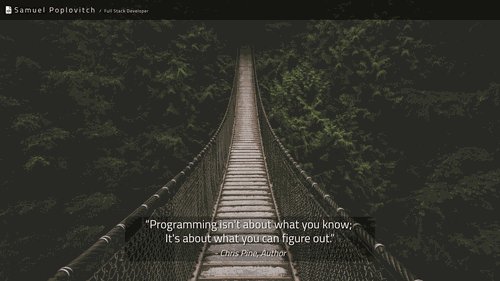 Samuel Poplovitch / Full Stack Developer
"Programming isn't about what you know;
It's about what you can figure out."
- Chris Pine, Author